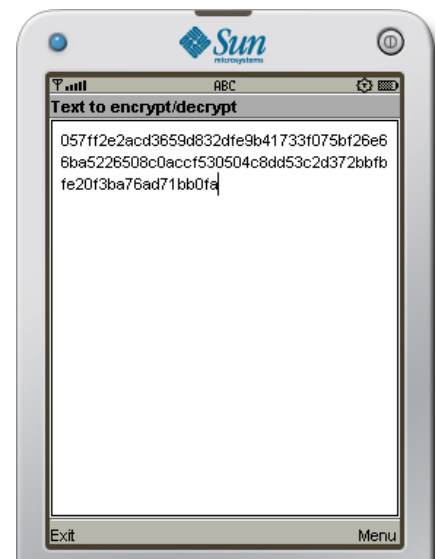 Sun
microsystems
ABC
Text to encrypt/decrypt
057ff2e2acd3659d832dfe9b41733f075bf26e6
6ba5226508c0accf530504c8dd53c2d372bbfb
fe20f3ba76ad71bb0fa
Exit
Menu